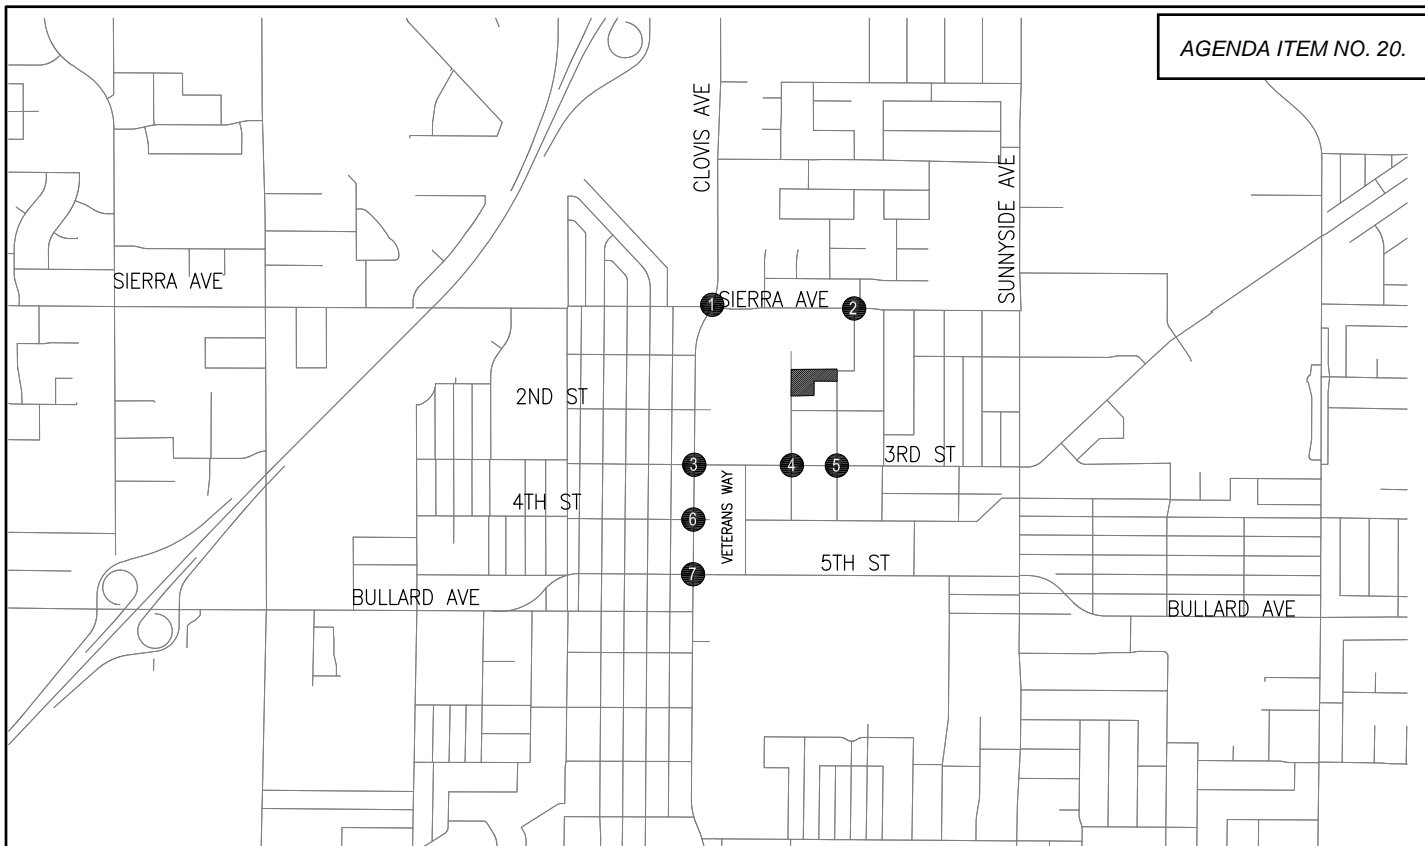 AGENDA ITEM NO. 20.
CLOVIS AVE
SUNNYSIDE AVE
SIERRA AVE
1
SIERRA AVE
2
2ND ST
3RD ST
3
4
5
4TH ST
VETERANS WAY
6
5TH ST
7
BULLARD AVE
BULLARD AVE